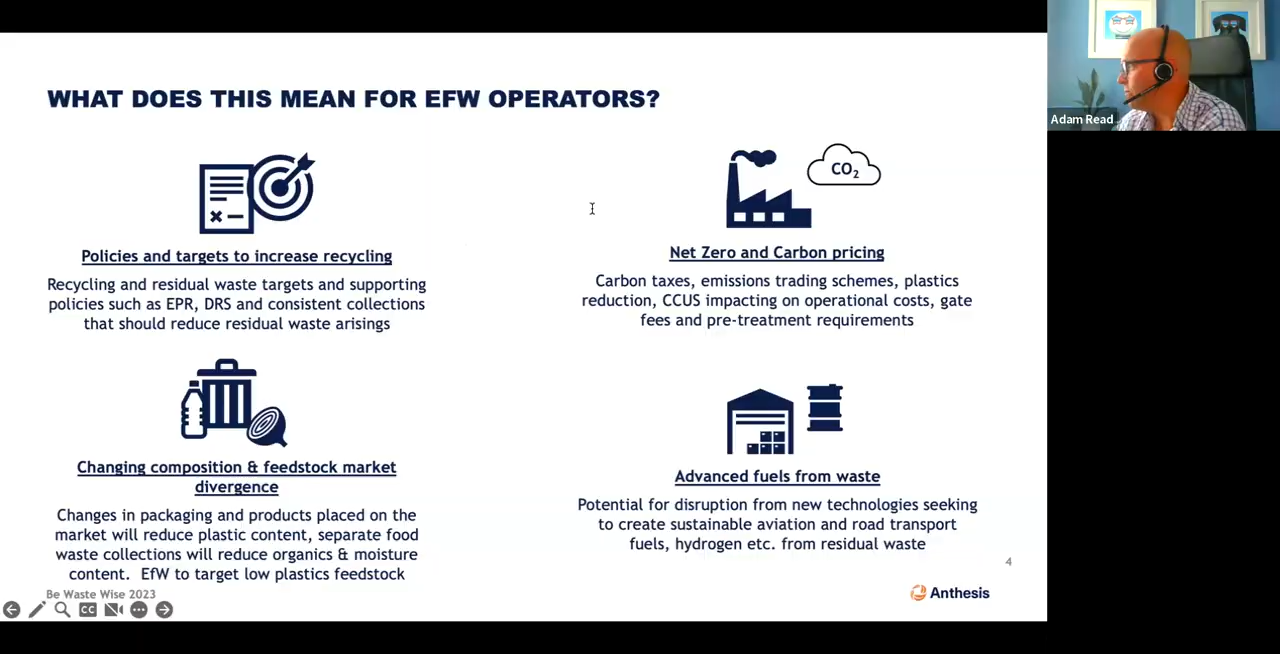 WHAT DOES THIS MEAN FOR EFW OPERATORS?
Adam Read
Policies and targets to increase recycling
Recycling and residual waste targets and supporting
policies such as EPR, DRS and consistent collections
that should reduce residual waste arisings
CO₂
Net Zero and Carbon pricing
Carbon taxes, emissions trading schemes, plastics
reduction, CCUS impacting on operational costs, gate
fees and pre-treatment requirements
Changing composition & feedstock market
divergence
Changes in packaging and products placed on the
market will reduce plastic content, separate food
waste collections will reduce organics & moisture
content. EfW to target low plastics feedstock
Advanced fuels from waste
Potential for disruption from new technologies seeking
to create sustainable aviation and road transport
fuels, hydrogen etc. from residual waste
4
Be Waste Wise 2023
CC
Anthesis